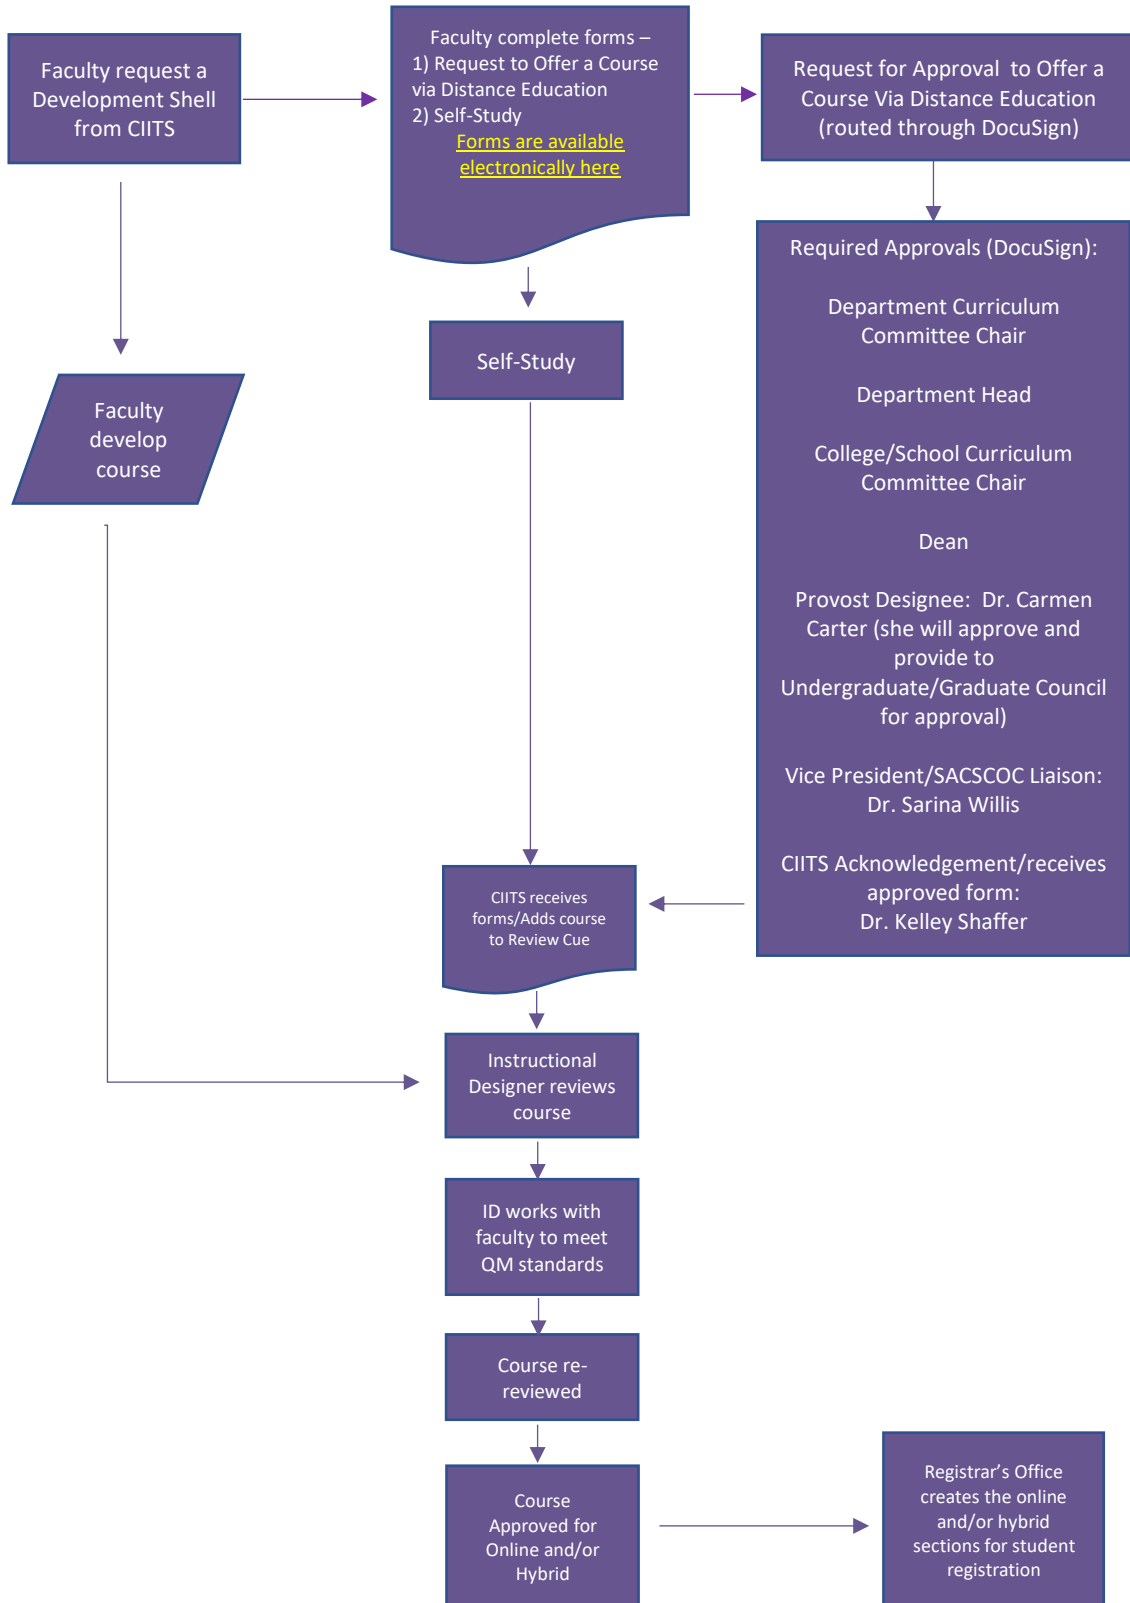 Faculty request a
Development Shell
from CIITS
Faculty complete forms –
1) Request to Offer a Course
via Distance Education
2) Self-Study
Forms are available
electronically here
Request for Approval  to Offer a
Course Via Distance Education
(routed through DocuSign)
Required Approvals (DocuSign):
Department Curriculum
Committee Chair
Department Head
College/School Curriculum
Committee Chair
Dean
Provost Designee:  Dr. Carmen
Carter (she will approve and
provide to
Undergraduate/Graduate Council
for approval)
Vice President/SACSCOC Liaison:
Dr. Sarina Willis
CIITS Acknowledgement/receives
approved form:
Dr. Kelley Shaffer
Self-Study
Faculty
develop
course
CIITS receives
forms/Adds course
to Review Cue
Instructional
Designer reviews
course
ID works with
faculty to meet
QM standards
Course re-
reviewed
Course
Approved for
Online and/or
Hybrid
Registrar’s Office
creates the online
and/or hybrid
sections for student
registration